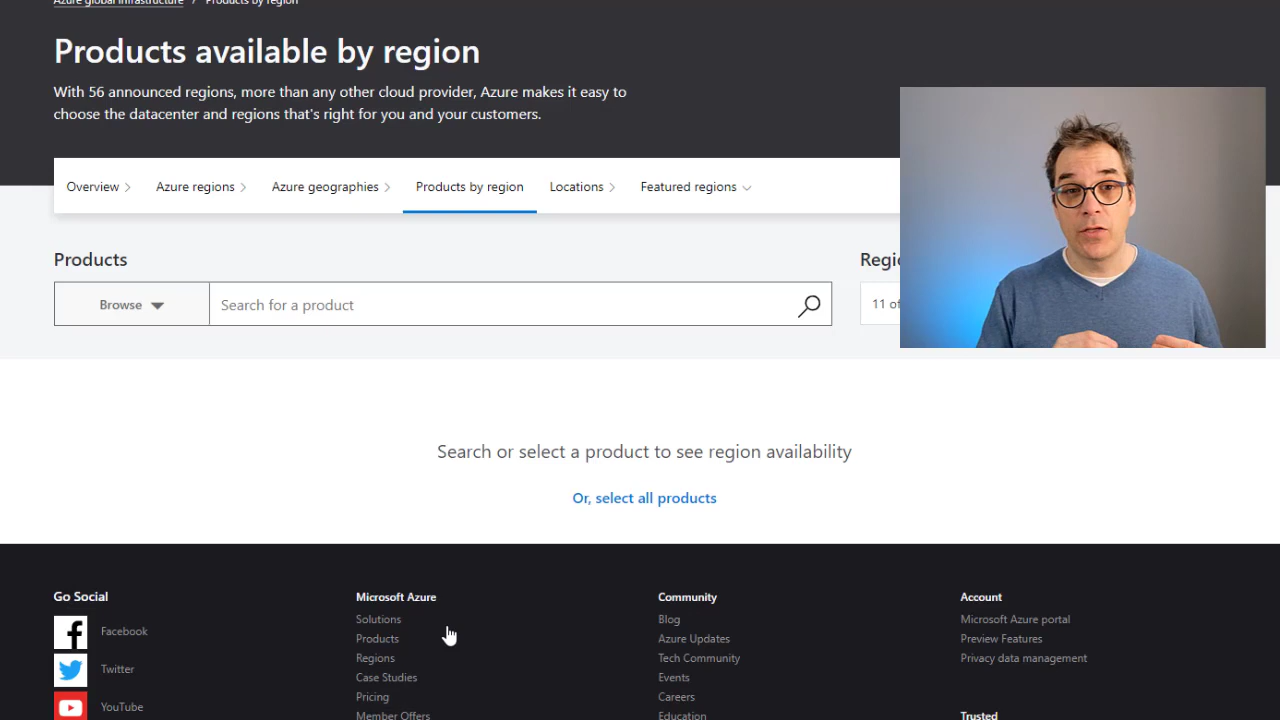 Azure global infrastructure / Products by region
Products available by region
With 56 announced regions, more than any other cloud provider, Azure makes it easy to
choose the datacenter and regions that's right for you and your customers.
Overview
Azure regions
Azure geographies
Products by region
Locations
Featured regions
Products
Browse
Search for a product
11
Search or select a product to see region availability
Or, select all products
Go Social
Facebook
Twitter
YouTube
Microsoft Azure
Solutions
Products
Regions
Case Studies
Pricing
Member Offers
Community
Blog
Azure Updates
Tech Community
Events
Careers
Education
Account
Microsoft Azure portal
Preview Features
Privacy data management
Trusted